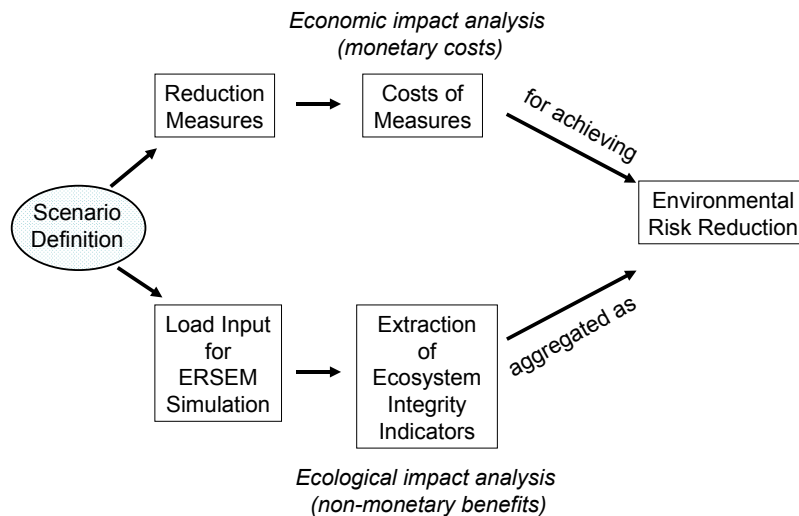 Economic impact analysis
(monetary costs)
Reduction
Measures
Costs of
Measures
for achieving
Scenario
Definition
Environmental
Risk Reduction
Load Input
for
ERSEM
Simulation
Extraction
of
Ecosystem
Integrity
Indicators
aggregated as
Ecological impact analysis
(non-monetary benefits)